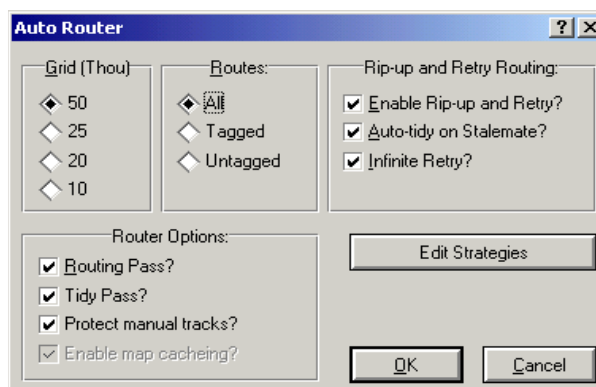 Auto Router
Grid (Thou)
50
25
20
10
Routes:
All
Tagged
Untagged
Rip-up and Retry Routing:
Enable Rip-up and Retry?
Auto-tidy on Stalemate?
Infinite Retry?
Router Options:
Routing Pass?
Tidy Pass?
Protect manual tracks?
Enable map cacheing?
Edit Strategies
OK
Cancel